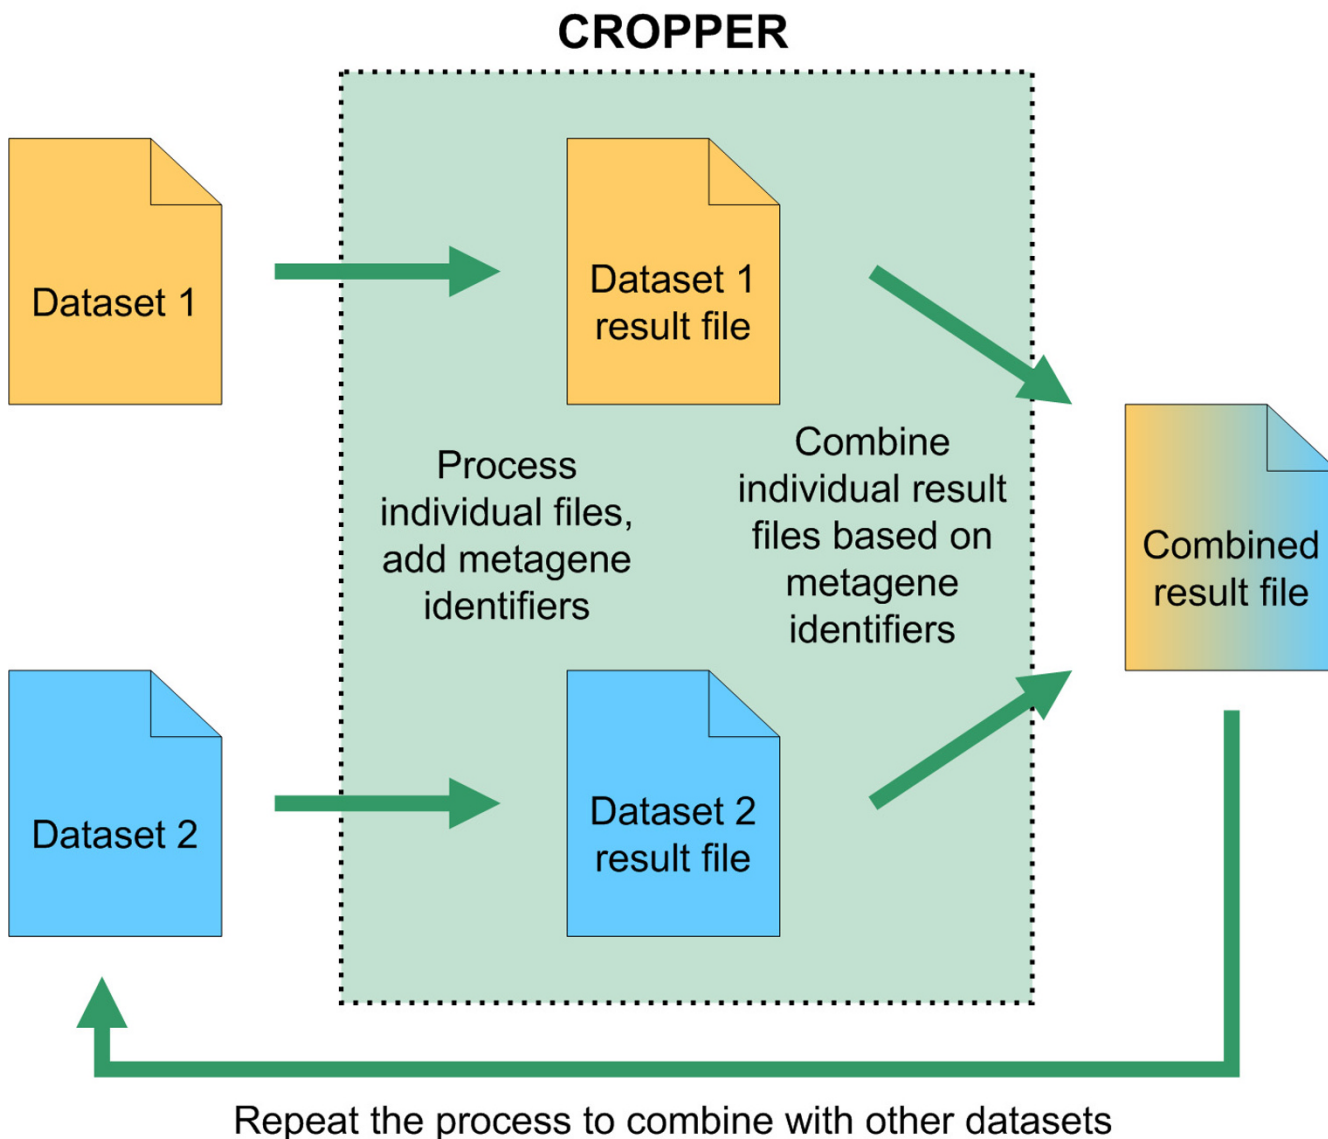 CROPPER
Dataset 1
Dataset 1
result file
Process
individual files,
add metagene
identifiers
Combine
individual result
files based on
metagene
identifiers
Combined
result file
Dataset 2
Dataset 2
result file
Repeat the process to combine with other datasets